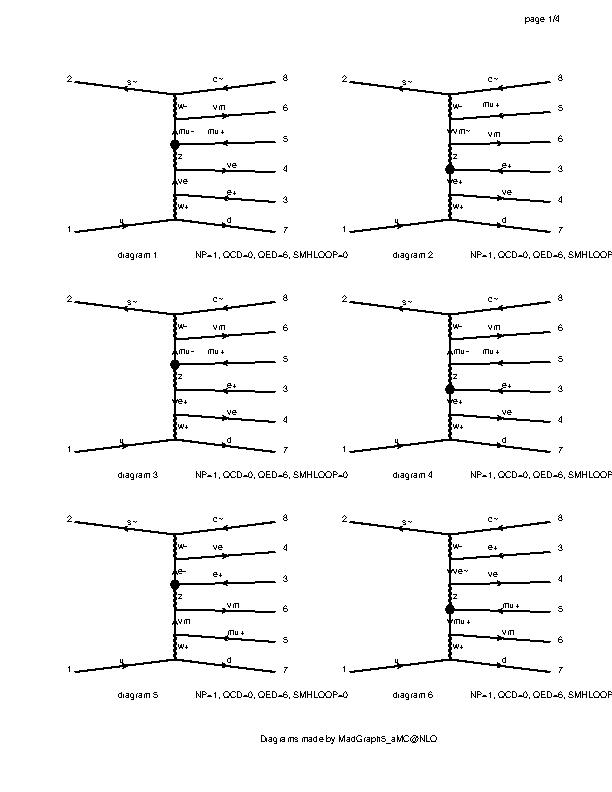 page 1/4
2 s~ c~ 8
w- vm 6
mu- mu+ 5
z ve 4
ve e+ 3
w+
1 u d 7
diagram 1 NP=1, QCD=0, QED=6, SMHLOOP=0
2 s~ c~ 8
w- mu+ 5
vm~ vm 6
z e+ 3
e+ ve 4
w+
1 u d 7
diagram 2 NP=1, QCD=0, QED=6, SMHLOOP
2 s~ c~ 8
w- vm 6
mu- mu+ 5
z e+ 3
e+ ve 4
w+
1 u d 7
diagram 3 NP=1, QCD=0, QED=6, SMHLOOP=0
2 s~ c~ 8
w- vm 6
mu- mu+ 5
z e+ 3
e+ ve 4
w+
1 u d 7
diagram 4 NP=1, QCD=0, QED=6, SMHLOOP
2 s~ c~ 8
w- ve 4
e- e+ 3
z vm 6
vm mu+ 5
w+
1 u d 7
diagram 5 NP=1, QCD=0, QED=6, SMHLOOP=0
2 s~ c~ 8
w- e+ 3
ve~ ve 4
z mu+ 5
mu+ vm 6
w+
1 u d 7
diagram 6 NP=1, QCD=0, QED=6, SMHLOOP
Diagrams made by MadGraph5_aMC@NLO